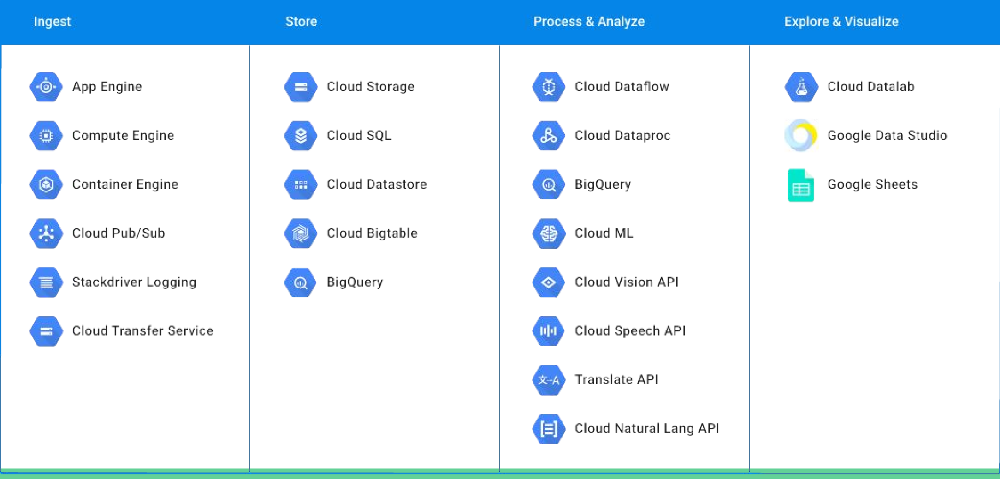 Ingest
Store
Process & Analyze
Explore & Visualize
App Engine
Compute Engine
Container Engine
Cloud Pub/Sub
Stackdriver Logging
Cloud Transfer Service
Cloud Storage
Cloud SQL
Cloud Datastore
Cloud Bigtable
BigQuery
Cloud Dataflow
Cloud Dataproc
BigQuery
Cloud ML
Cloud Vision API
Cloud Speech API
文→A
Translate API
Cloud Natural Lang API
Cloud Datalab
Google Data Studio
Google Sheets